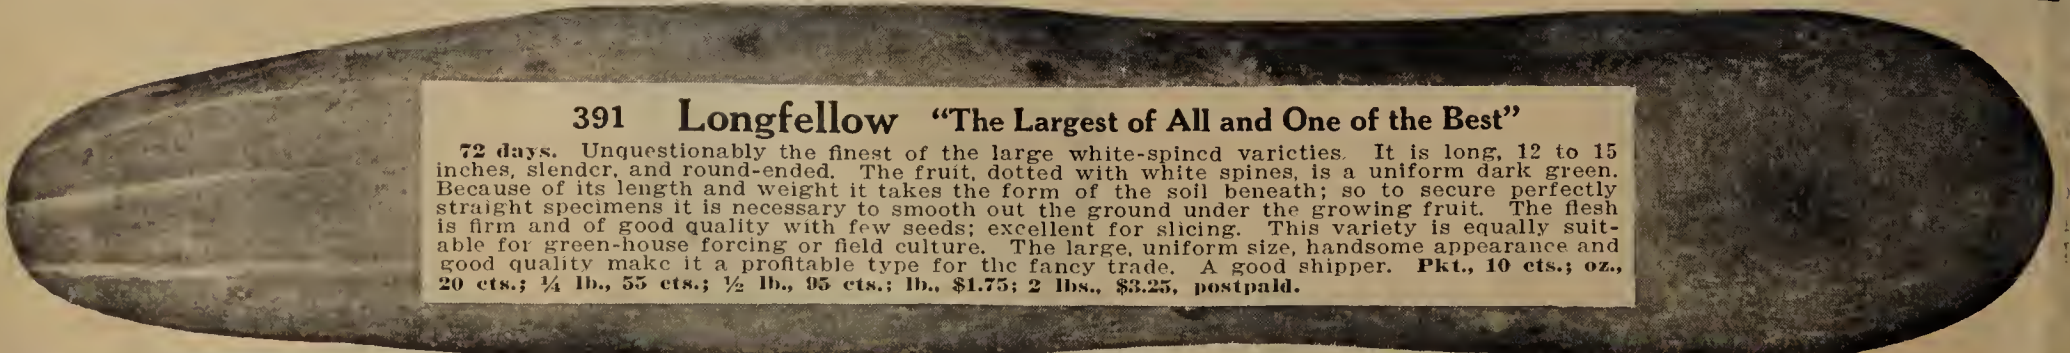 391 Longfellow “The Largest of All and One of the Best”
72 days. Unquestionably the finest of the large white-spined varieties. It is long, 12 to 15
inches, slender, and round-ended. The fruit, dotted with white spines, is a uniform dark green.
Because of its length and weight it takes the form of the soil beneath; so to secure perfectly
straight specimens it is necessary to smooth out the ground under the growing fruit. The flesh
is firm and of good quality with few seeds; excellent for slicing. This variety is equally suit-
able for green-house forcing or field culture. The large, uniform size, handsome appearance and
good quality make it a profitable type for the fancy trade. A good shipper. Pkt., 10 cts.; oz.,
20 cts.; ¼ lb., 55 cts.; ½ lb., 95 cts.; lb., $1.75; 2 lbs., $3.25, postpaid.